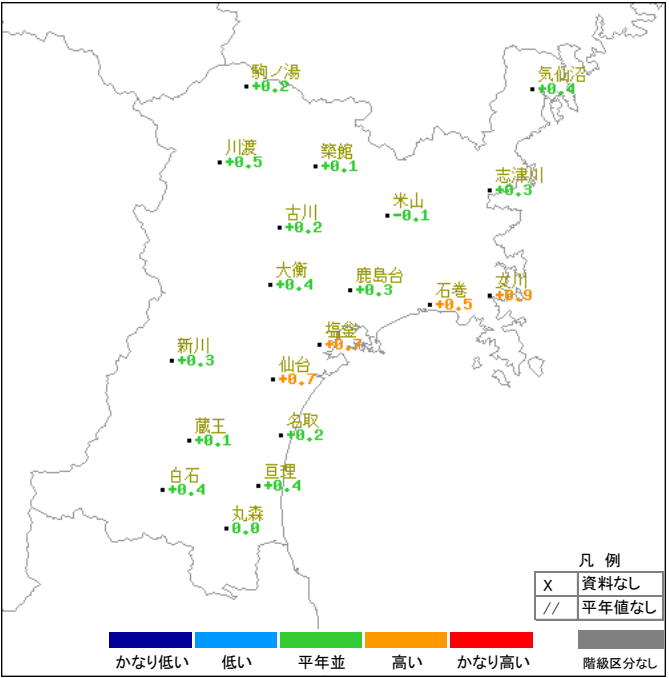 駒ノ湯
+0.2
気仙沼
+0.4
川渡
+0.5
築館
+0.1
志津川
+0.3
米山
-0.1
古川
+0.2
大衡
+0.4
鹿島台
+0.3
石巻
+0.5
女川
+0.9
塩釜
+0.7
新川
+0.3
仙台
+0.7
名取
+0.2
蔵王
+0.1
白石
+0.4
亘理
+0.4
丸森
0.0
凡 例
X 資料なし
// 平年値なし
かなり低い 低い 平年並 高い かなり高い 階級区分なし